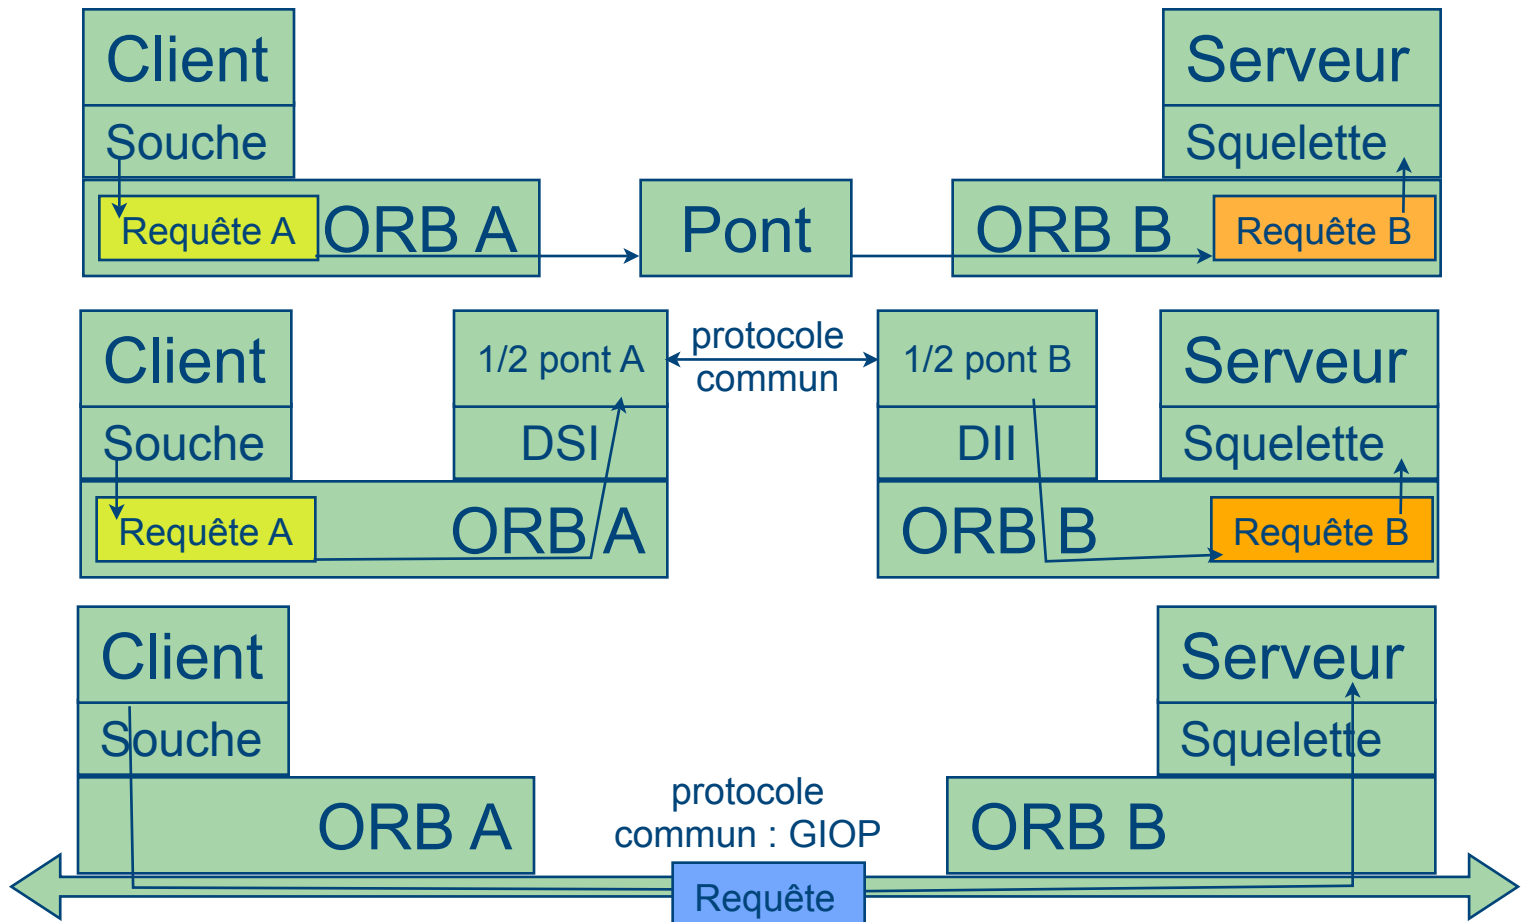 Client
Serveur
Souche
Squelette
Requête A
ORB A
Pont
ORB B
Requête B
Client
1/2 pont A
protocole
commun
1/2 pont B
Serveur
Souche
DSI
DII
Squelette
Requête A
ORB A
ORB B
Requête B
Client
Serveur
Souche
Squelette
ORB A
protocole
commun : GIOP
ORB B
Requête